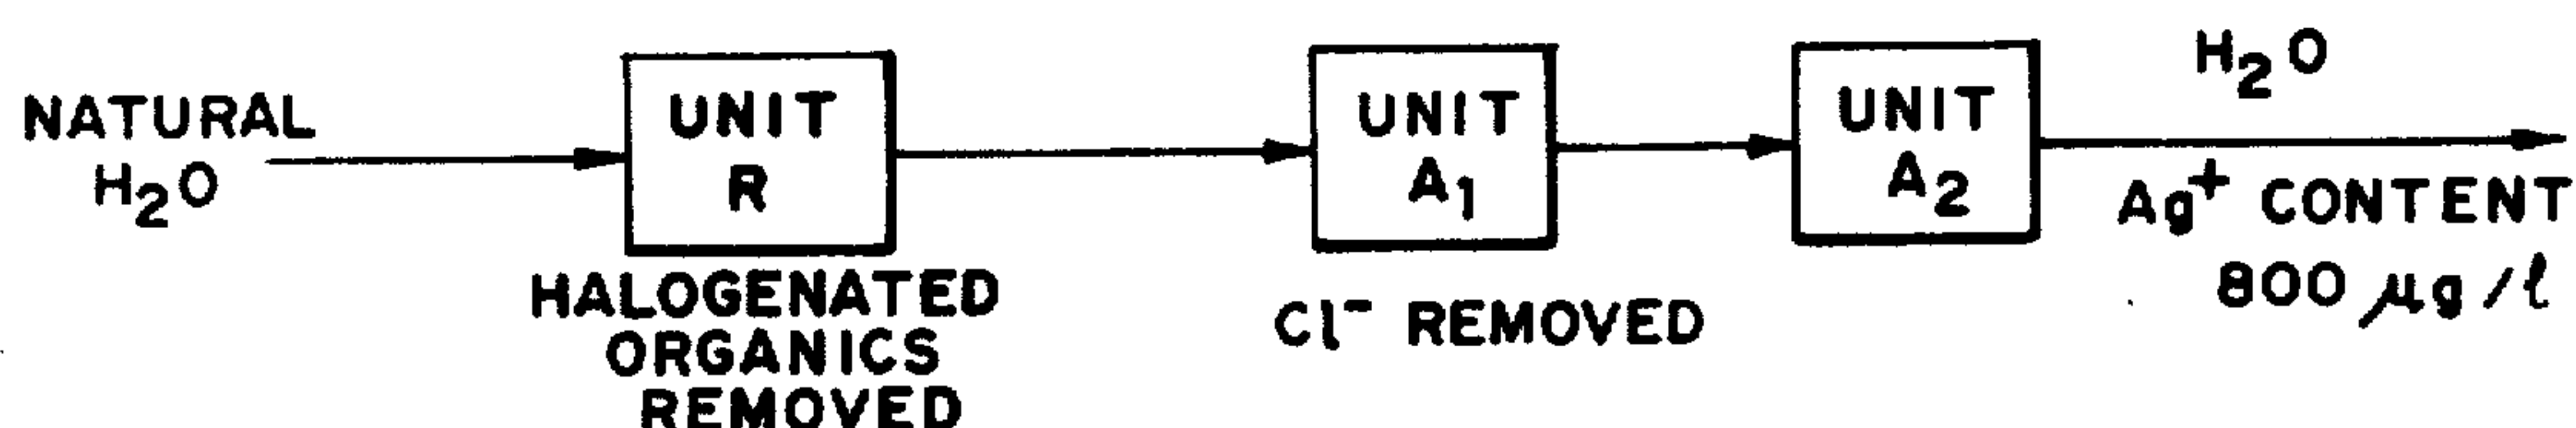 NATURAL
H₂O
UNIT
R
HALOGENATED
ORGANICS
REMOVED
UNIT
A₁
Cl⁻ REMOVED
UNIT
A₂
H₂O
Ag⁺ CONTENT
800 μg/l